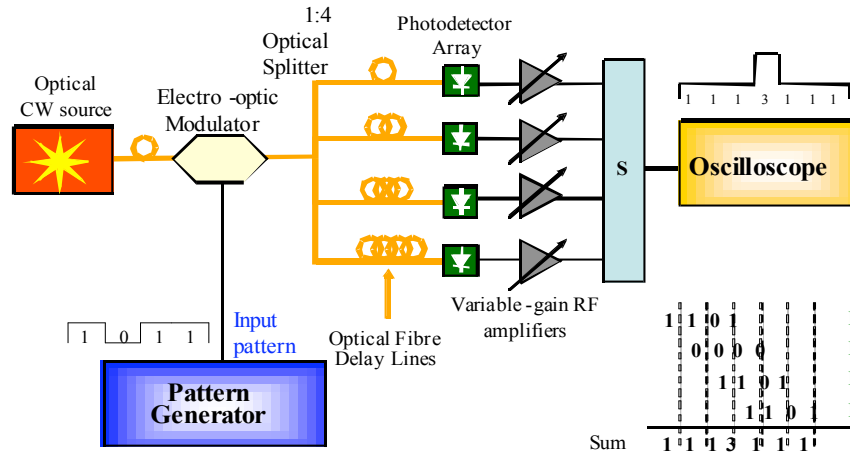 1:4
Optical
Splitter
Photodetector
Array
Optical
CW source
Electro -optic
Modulator
1 1 1 3 1 1 1
S
Oscilloscope
1 0 1 1
Input
pattern
Pattern
Generator
Optical Fibre
Delay Lines
Variable -gain RF
amplifiers
1 1 0 1
0 0 0 0
1 1 0 1
1 1 0 1
Sum 1 1 1 3 1 1 1